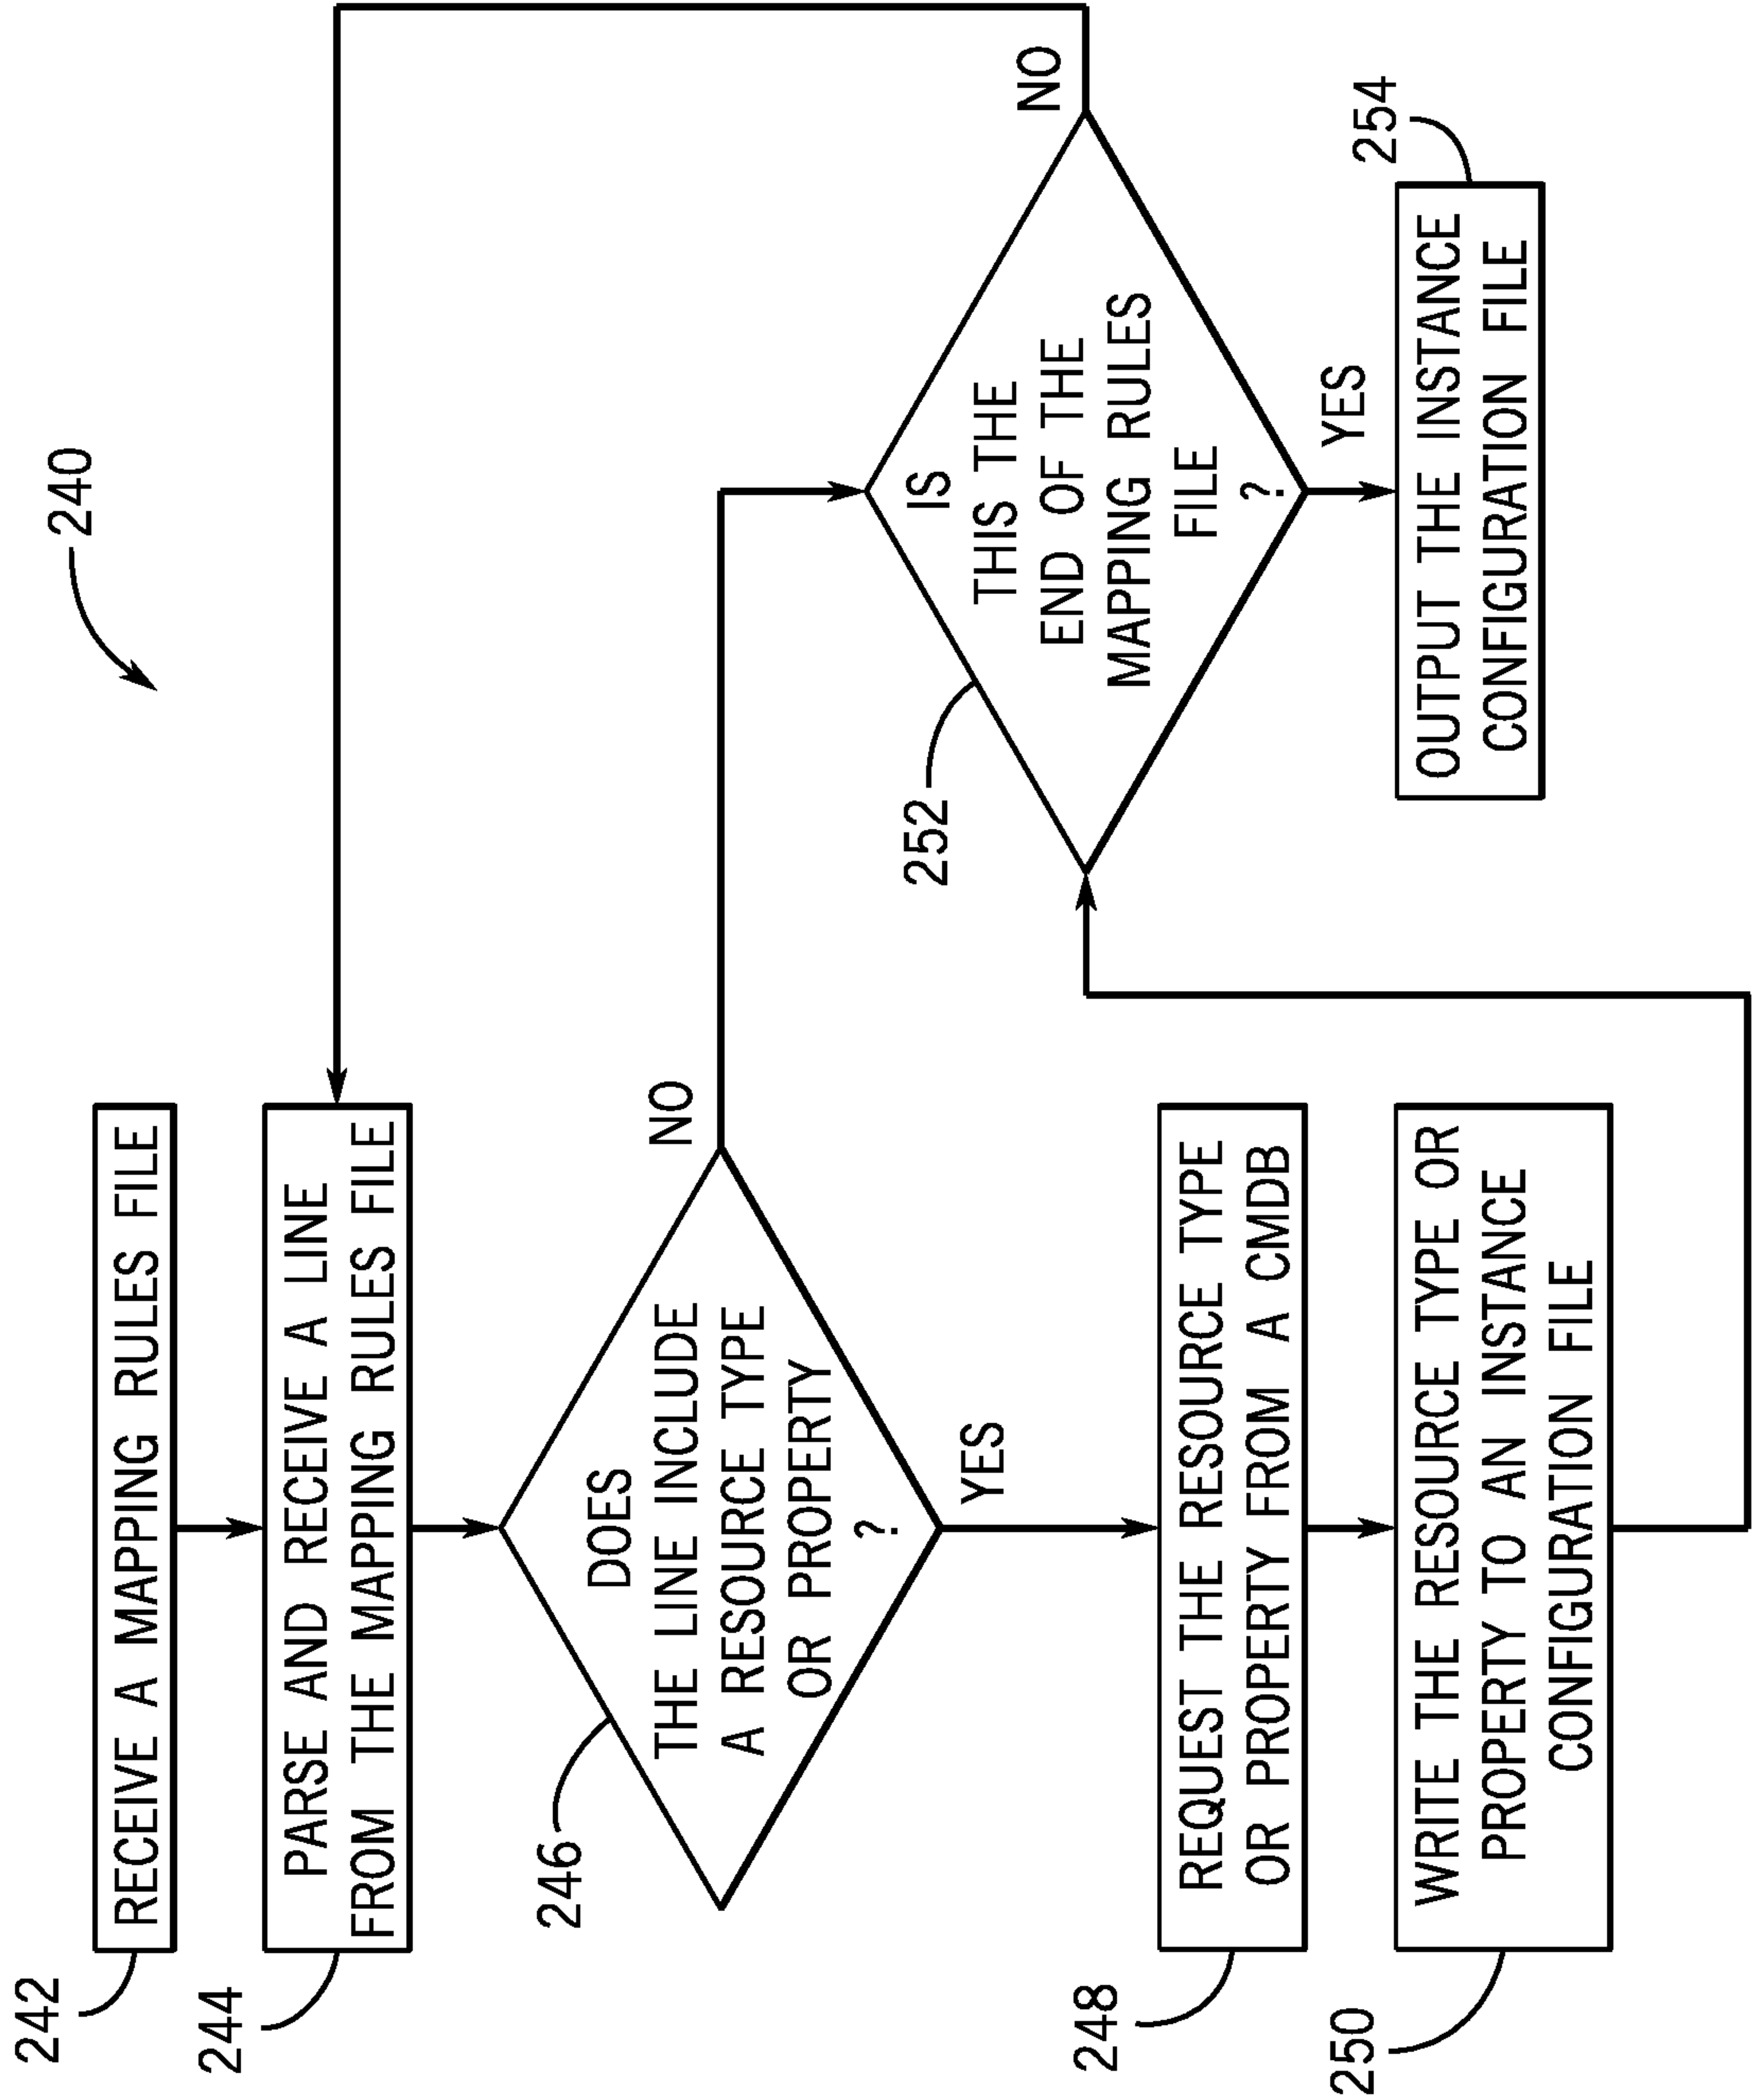 240
242
RECEIVE A MAPPING RULES FILE
244
PARSE AND RECEIVE A LINE
FROM THE MAPPING RULES FILE
246
DOES
THE LINE INCLUDE
A RESOURCE TYPE
OR PROPERTY
?
NO
YES
248
REQUEST THE RESOURCE TYPE
OR PROPERTY FROM A CMDB
250
WRITE THE RESOURCE TYPE OR
PROPERTY TO AN INSTANCE
CONFIGURATION FILE
252
IS
THIS THE
END OF THE
MAPPING RULES
FILE
?
NO
YES
254
OUTPUT THE INSTANCE
CONFIGURATION FILE